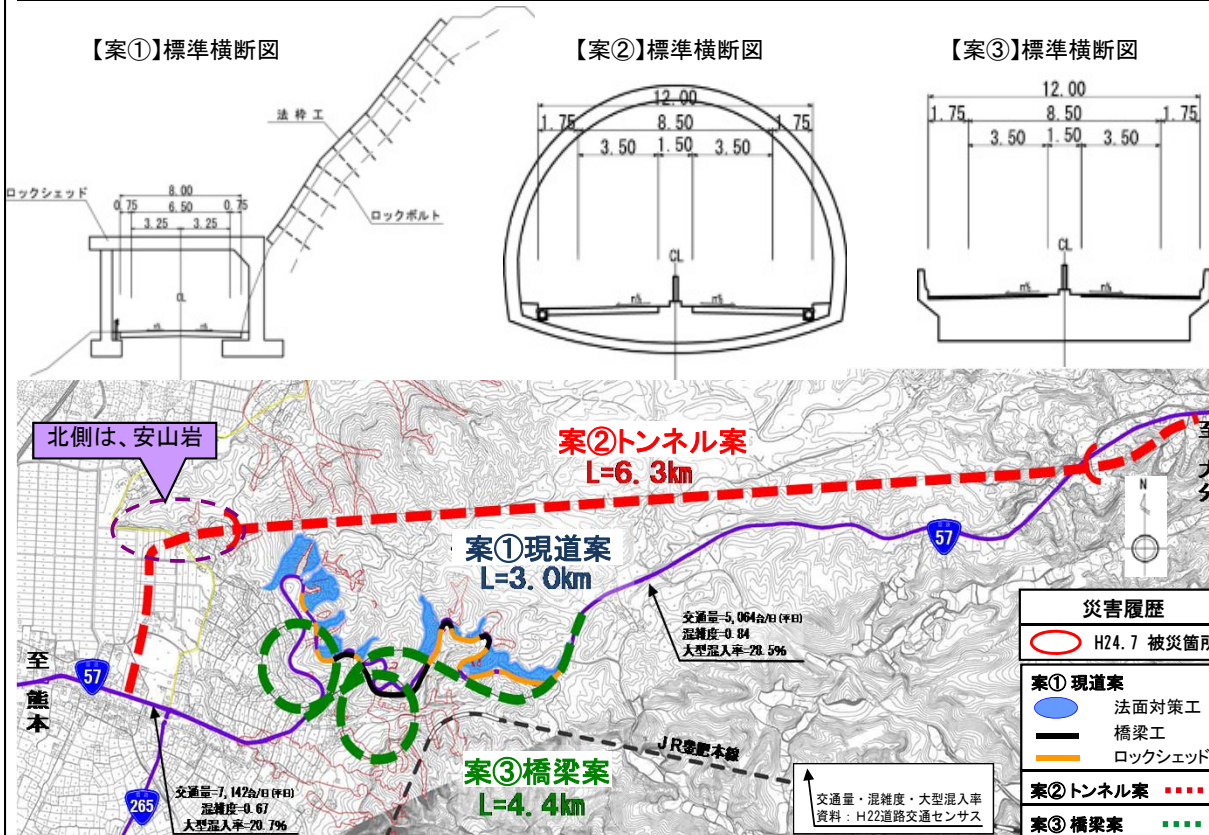 【案①】標準横断図
【案②】標準横断図
【案③】標準横断図
法枠工
ロックシェッド
ロックボルト
8.00
0.75 6.50 0.75
3.25 3.25
CL
12.00
1.75 8.50 1.75
3.50 1.50 3.50
CL
n%
n%
12.00
1.75 8.50 1.75
3.50 1.50 3.50
CL
n%
n%
北側は、安山岩
案②トンネル案
L=6.3km
至 大分
N
案①現道案
L=3.0km
57
交通量=5,064台/日(平日)
混雑度=0.84
大型混入率=28.5%
至 熊本
57
265
交通量=7,142台/日(平日)
混雑度=0.67
大型混入率=20.7%
JR豊肥本線
案③橋梁案
L=4.4km
交通量・混雑度・大型混入率
資料:H22道路交通センサス
災害履歴
H24.7 被災箇所
案① 現道案
法面対策工
橋梁工
ロックシェッド
案②トンネル案
案③ 橋梁案